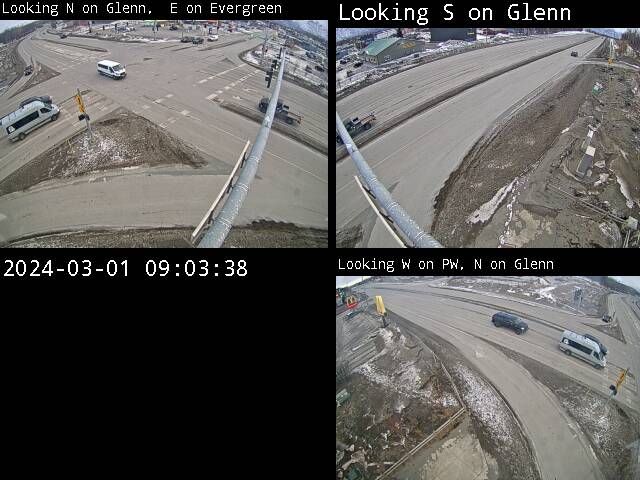 Looking N on Glenn, E on Evergreen
Looking S on Glenn
2024-03-01 09:03:38
Looking W on PW, N on Glenn